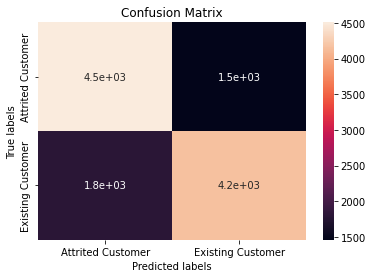 Confusion Matrix
True labels
Attrited Customer
Existing Customer
4.5e+03
1.5e+03
1.8e+03
4.2e+03
Attrited Customer
Existing Customer
Predicted labels
4500
4000
3500
3000
2500
2000
1500